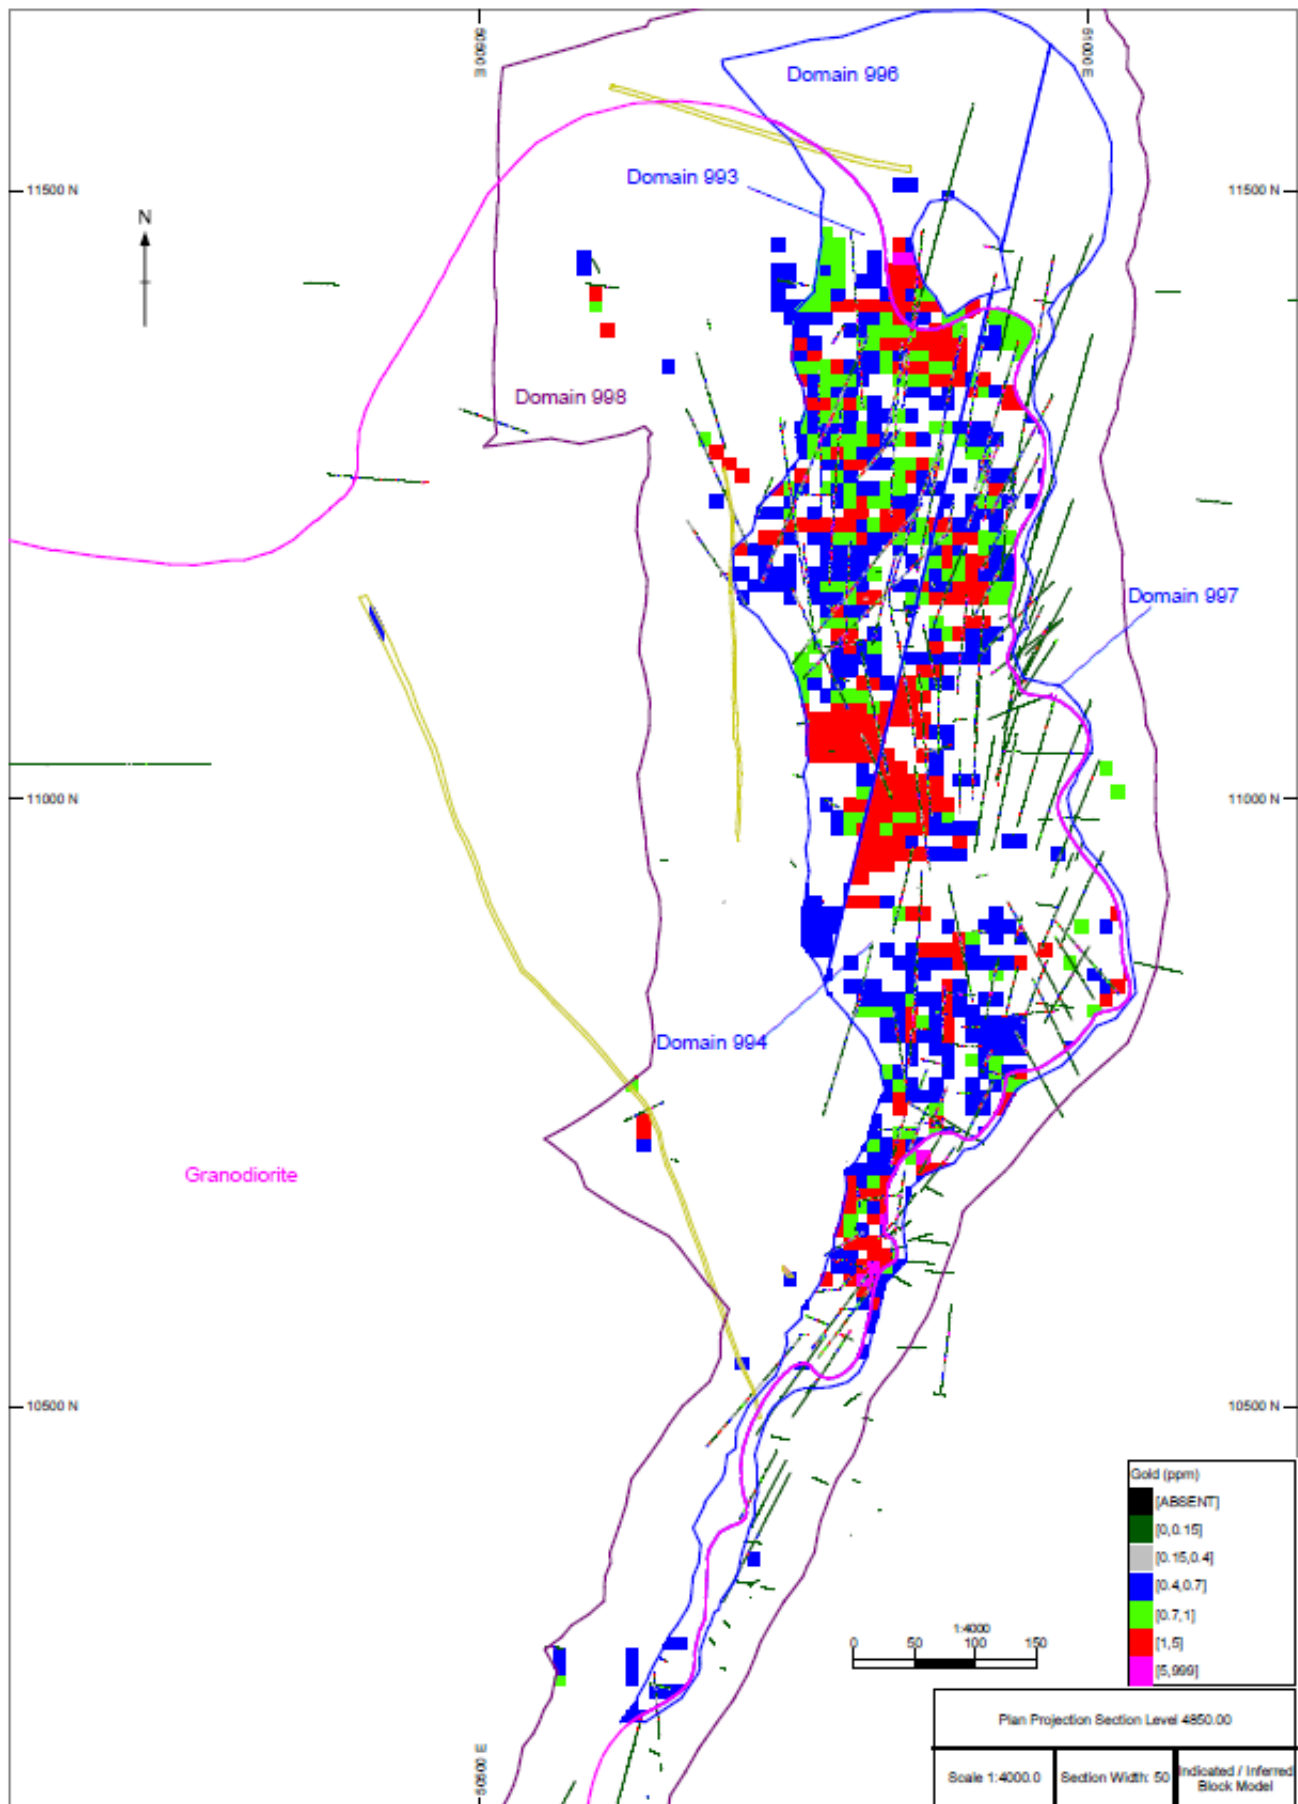 50500 E
51000 E
Domain 996
Domain 993
11500 N
11500 N
N
Domain 998
Domain 997
11000 N
11000 N
Domain 994
Granodiorite
10500 N
10500 N
Gold (ppm)
[ABSENT]
[0,0.15]
[0.15,0.4]
[0.4,0.7]
[0.7,1]
[1,5]
[5,999]
1:4000
0 50 100 150
50500 E
Plan Projection Section Level 4850.00
Scale 1:4000.0
Section Width: 50
Indicated / Inferred
Block Model